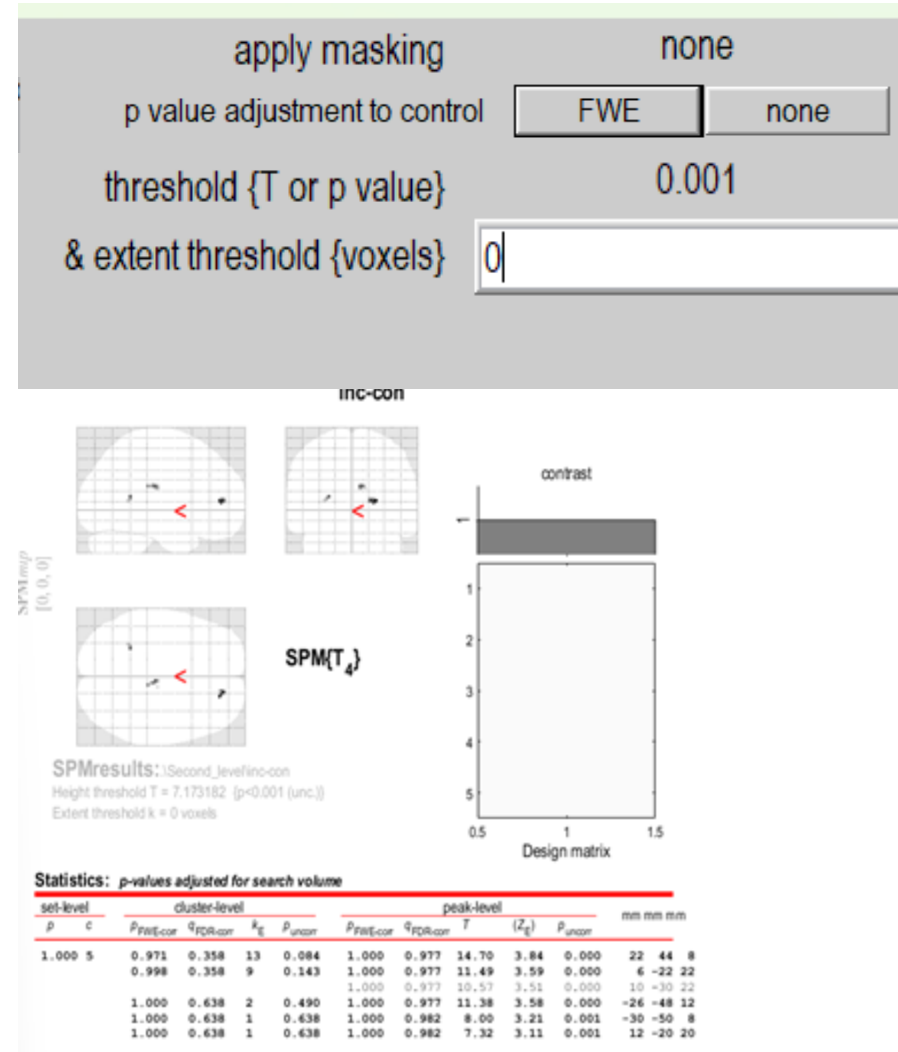 apply masking none
p value adjustment to control FWE none
threshold {T or p value} 0.001
& extent threshold {voxels} 0
inc-con
contrast
1
SPMmip
[0, 0, 0]
<
<
<
SPM{T4}
1
2
3
4
5
0.5 1 1.5
Design matrix
SPMresults: .\Second_level\inc-con
Height threshold T = 7.173182 {p<0.001 (unc.)}
Extent threshold k = 0 voxels
Statistics: p-values adjusted for search volume
set-level cluster-level peak-level mm mm mm
p c pFWE-corr qFDR-corr kE puncorr pFWE-corr qFDR-corr T (ZE) puncorr
1.000 5 0.971 0.358 13 0.084 1.000 0.977 14.70 3.84 0.000 22 44 8
0.998 0.358 9 0.143 1.000 0.977 11.49 3.59 0.000 6 -22 22
1.000 0.977 10.57 3.51 0.000 10 -30 22
1.000 0.638 2 0.490 1.000 0.977 11.38 3.58 0.000 -26 -48 12
1.000 0.638 1 0.638 1.000 0.982 8.00 3.21 0.001 -30 -50 8
1.000 0.638 1 0.638 1.000 0.982 7.32 3.11 0.001 12 -20 20